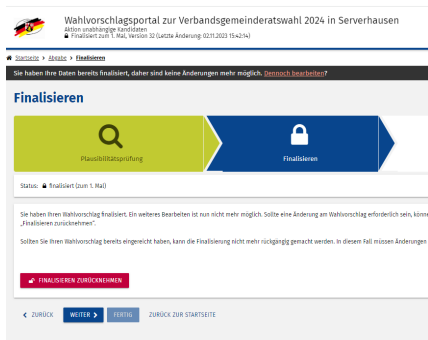 Wahlvorschlagsportal zur Verbandsgemeinderatswahl 2024 in Serverhausen
Aktion unabhängige Kandidaten
Finalisiert zum 1. Mal, Version 32 (Letzte Änderung: 02.11.2023 15:42:14)
Startseite > Abgabe > Finalisieren
Sie haben Ihre Daten bereits finalisiert, daher sind keine Änderungen mehr möglich. Dennoch bearbeiten?
Finalisieren
Plausibilitätsprüfung
Finalisieren
Status: finalisiert (zum 1. Mal)
Sie haben Ihren Wahlvorschlag finalisiert. Ein weiteres Bearbeiten ist nun nicht mehr möglich. Sollte eine Änderung am Wahlvorschlag erforderlich sein, könne
„Finalisieren zurücknehmen“.
Sollten Sie Ihren Wahlvorschlag bereits eingereicht haben, kann die Finalisierung nicht mehr rückgängig gemacht werden. In diesem Fall müssen Änderungen
FINALISIEREN ZURÜCKNEHMEN
ZURÜCK WEITER FERTIG ZURÜCK ZUR STARTSEITE